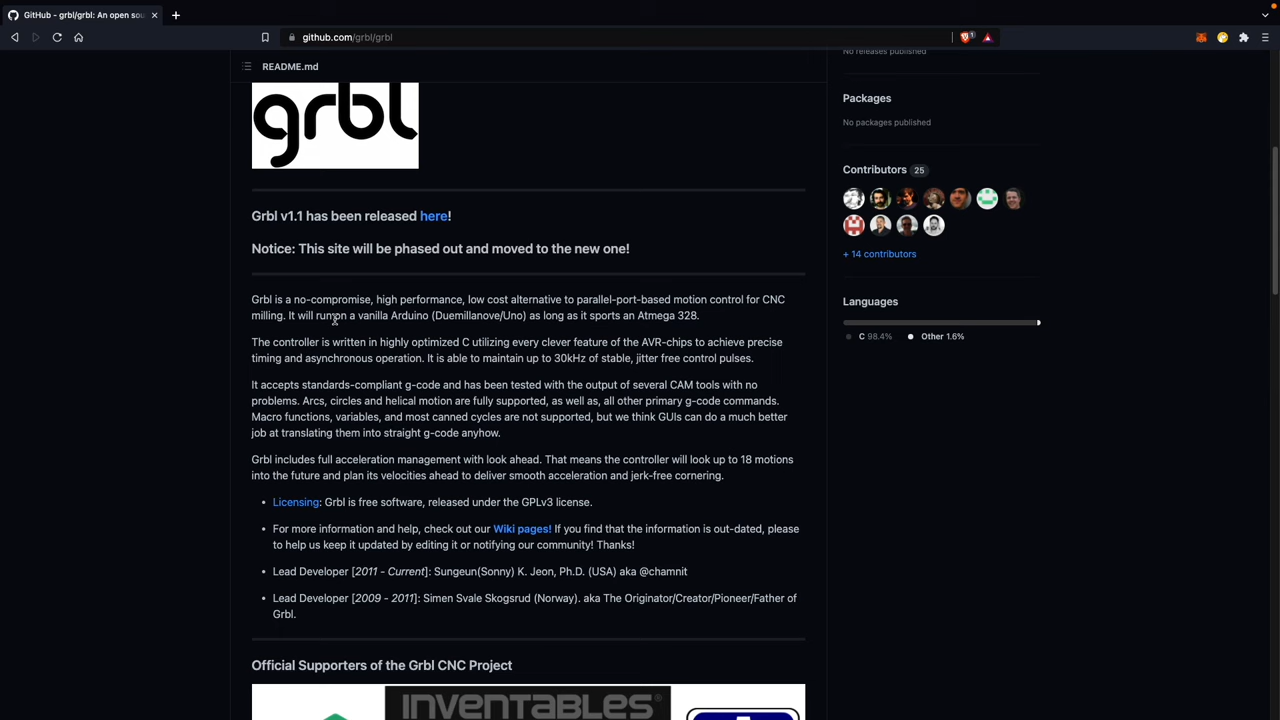 GitHub - grbl/grbl: An open sou
github.com/grbl/grbl
1
No releases published
README.md
grbl
Packages
No packages published
Contributors 25
+ 14 contributors
Languages
C 98.4% Other 1.6%
Grbl v1.1 has been released here!
Notice: This site will be phased out and moved to the new one!
Grbl is a no-compromise, high performance, low cost alternative to parallel-port-based motion control for CNC
milling. It will run on a vanilla Arduino (Duemillanove/Uno) as long as it sports an Atmega 328.
The controller is written in highly optimized C utilizing every clever feature of the AVR-chips to achieve precise
timing and asynchronous operation. It is able to maintain up to 30kHz of stable, jitter free control pulses.
It accepts standards-compliant g-code and has been tested with the output of several CAM tools with no
problems. Arcs, circles and helical motion are fully supported, as well as, all other primary g-code commands.
Macro functions, variables, and most canned cycles are not supported, but we think GUIs can do a much better
job at translating them into straight g-code anyhow.
Grbl includes full acceleration management with look ahead. That means the controller will look up to 18 motions
into the future and plan its velocities ahead to deliver smooth acceleration and jerk-free cornering.
• Licensing: Grbl is free software, released under the GPLv3 license.
• For more information and help, check out our Wiki pages! If you find that the information is out-dated, please
to help us keep it updated by editing it or notifying our community! Thanks!
• Lead Developer [2011 - Current]: Sungeun(Sonny) K. Jeon, Ph.D. (USA) aka @chamnit
• Lead Developer [2009 - 2011]: Simen Svale Skogsrud (Norway). aka The Originator/Creator/Pioneer/Father of
Grbl.
Official Supporters of the Grbl CNC Project
INVENTABLES